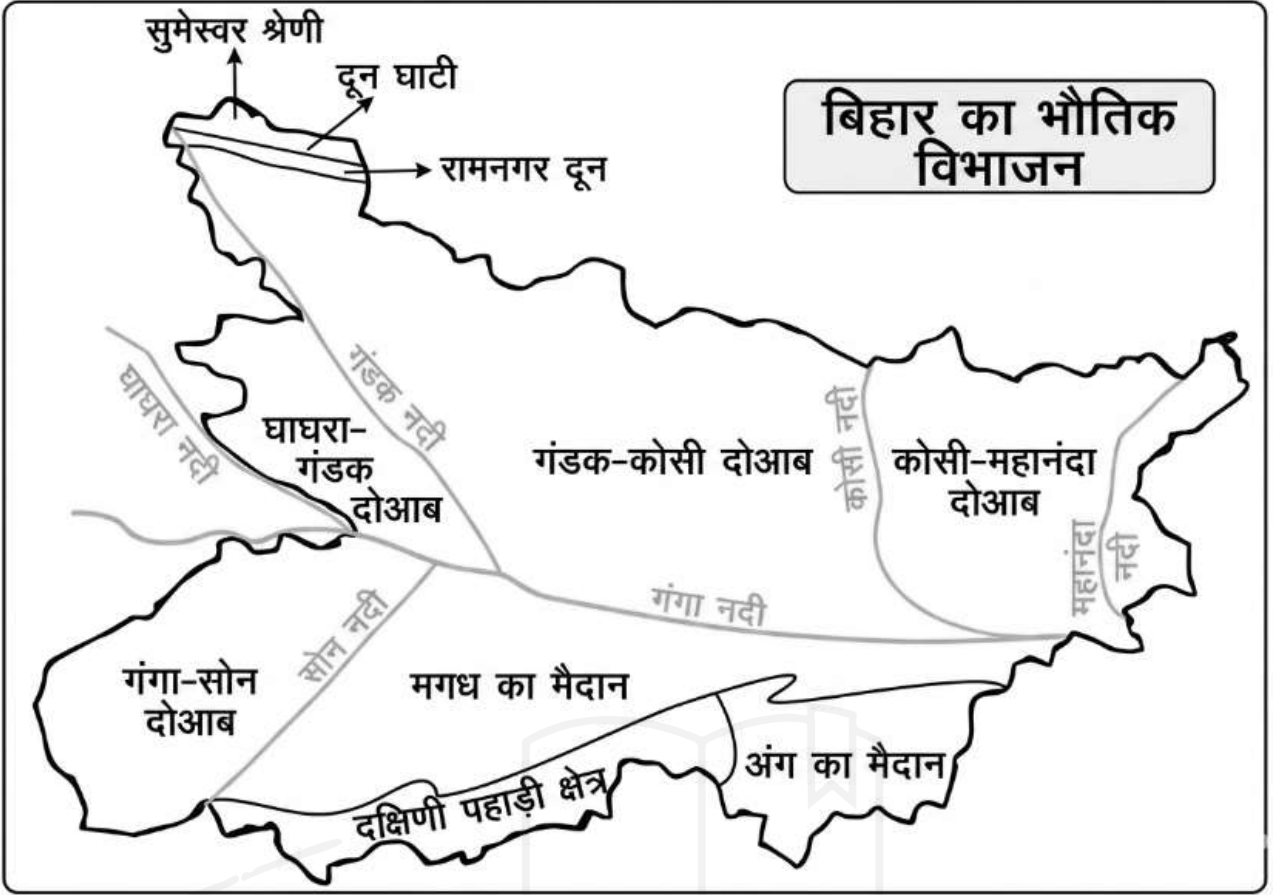 सुमेस्वर श्रेणी
दून घाटी
रामनगर दून
बिहार का भौतिक
विभाजन
घाघरा नदी
गंडक नदी
घाघरा-
गंडक
दोआब
गंडक-कोसी दोआब
कोसी नदी
कोसी-महानंदा
दोआब
महानंदा
नदी
गंगा नदी
सोन नदी
गंगा-सोन
दोआब
मगध का मैदान
अंग का मैदान
दक्षिणी पहाड़ी क्षेत्र